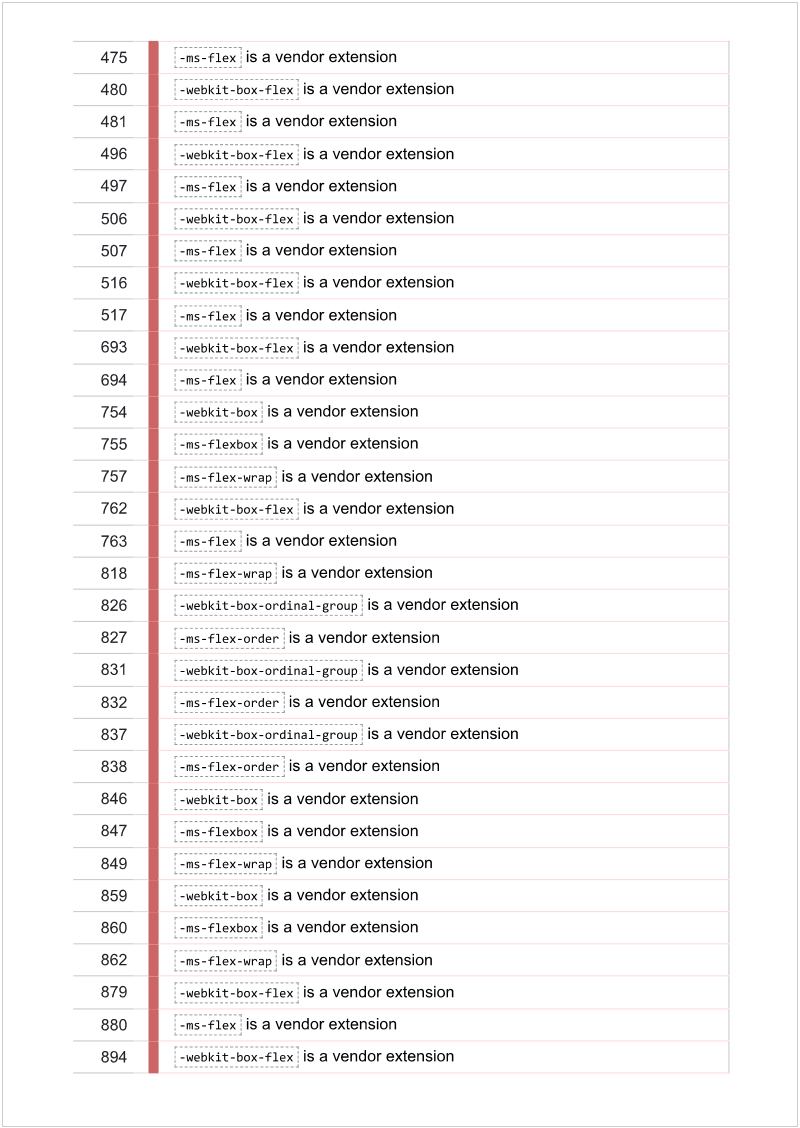 475 -ms-flex is a vendor extension
480 -webkit-box-flex is a vendor extension
481 -ms-flex is a vendor extension
496 -webkit-box-flex is a vendor extension
497 -ms-flex is a vendor extension
506 -webkit-box-flex is a vendor extension
507 -ms-flex is a vendor extension
516 -webkit-box-flex is a vendor extension
517 -ms-flex is a vendor extension
693 -webkit-box-flex is a vendor extension
694 -ms-flex is a vendor extension
754 -webkit-box is a vendor extension
755 -ms-flexbox is a vendor extension
757 -ms-flex-wrap is a vendor extension
762 -webkit-box-flex is a vendor extension
763 -ms-flex is a vendor extension
818 -ms-flex-wrap is a vendor extension
826 -webkit-box-ordinal-group is a vendor extension
827 -ms-flex-order is a vendor extension
831 -webkit-box-ordinal-group is a vendor extension
832 -ms-flex-order is a vendor extension
837 -webkit-box-ordinal-group is a vendor extension
838 -ms-flex-order is a vendor extension
846 -webkit-box is a vendor extension
847 -ms-flexbox is a vendor extension
849 -ms-flex-wrap is a vendor extension
859 -webkit-box is a vendor extension
860 -ms-flexbox is a vendor extension
862 -ms-flex-wrap is a vendor extension
879 -webkit-box-flex is a vendor extension
880 -ms-flex is a vendor extension
894 -webkit-box-flex is a vendor extension